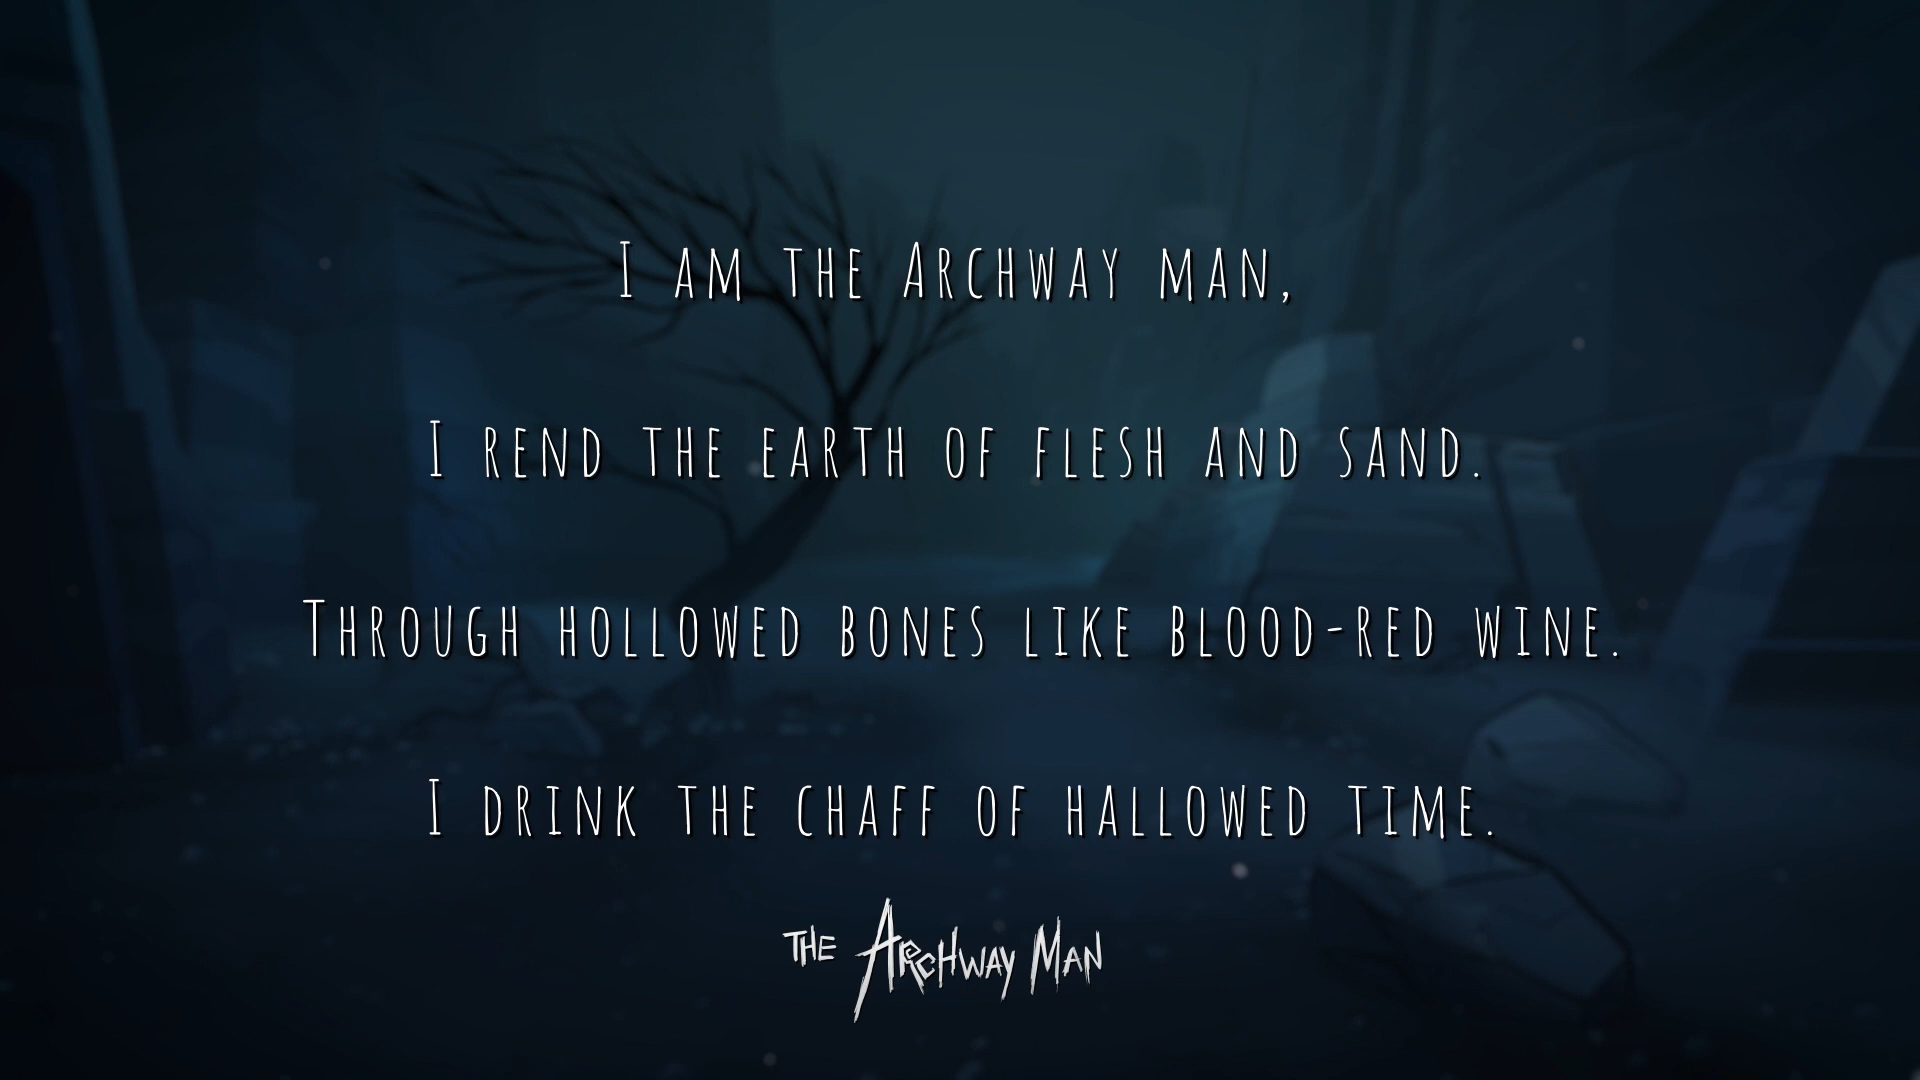 I am the Archway man,
I rend the earth of flesh and sand.
Through hollowed bones like blood-red wine.
I drink the chaff of hallowed time.
The Archway Man